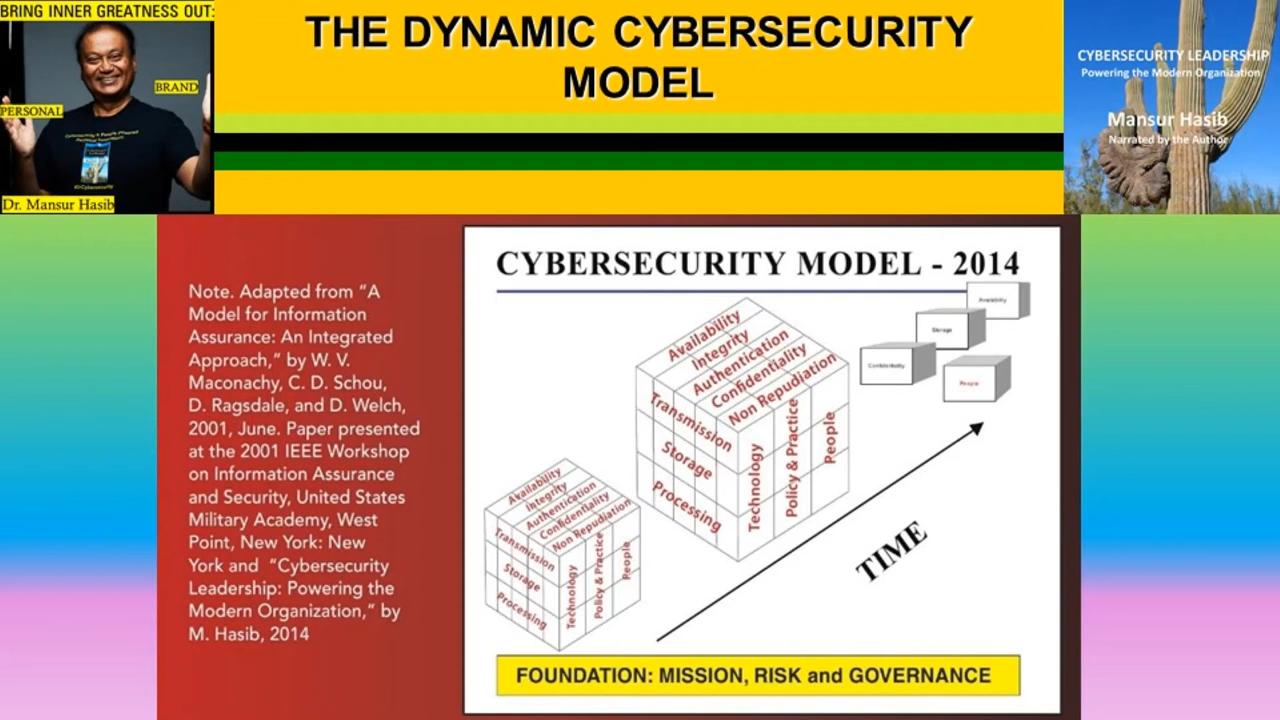 BRING INNER GREATNESS OUT:
BRAND
PERSONAL
Dr. Mansur Hasib
THE DYNAMIC CYBERSECURITY
MODEL
CYBERSECURITY LEADERSHIP
Powering the Modern Organization
Mansur Hasib
Narrated by the Author
Note. Adapted from “A
Model for Information
Assurance: An Integrated
Approach,” by W. V.
Maconachy, C. D. Schou,
D. Ragsdale, and D. Welch,
2001, June. Paper presented
at the 2001 IEEE Workshop
on Information Assurance
and Security, United States
Military Academy, West
Point, New York: New
York and “Cybersecurity
Leadership: Powering the
Modern Organization,” by
M. Hasib, 2014
CYBERSECURITY MODEL - 2014
Availability
Integrity
Authentication
Confidentiality
Non Repudiation
Transmission
Storage
Processing
Technology
Policy & Practice
People
Availability
Integrity
Authentication
Confidentiality
Non Repudiation
Transmission
Storage
Processing
Technology
Policy & Practice
People
Availability
Storage
Confidentiality
People
TIME
FOUNDATION: MISSION, RISK and GOVERNANCE